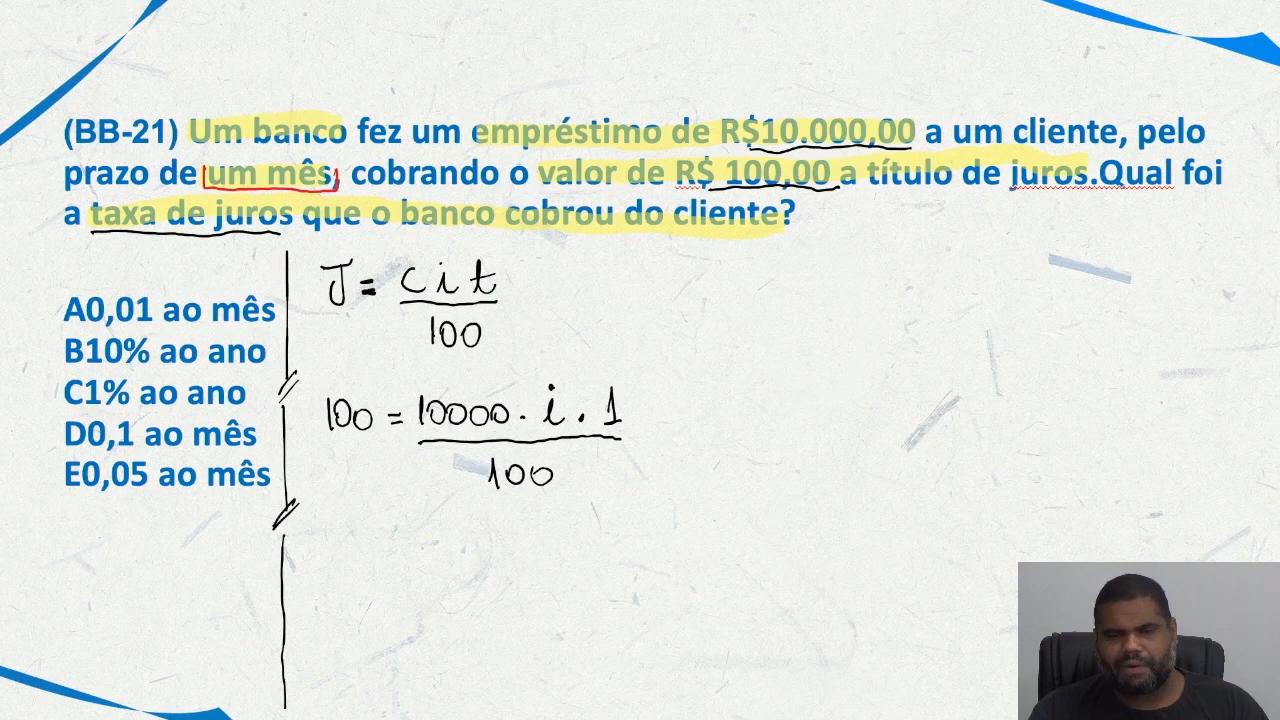 (BB-21) Um banco fez um empréstimo de R$10.000,00 a um cliente, pelo
prazo de um mês, cobrando o valor de R$ 100,00 a título de juros.Qual foi
a taxa de juros que o banco cobrou do cliente?
A0,01 ao mês
B10% ao ano
C1% ao ano
D0,1 ao mês
E0,05 ao mês
J = c i t
100
100 = 10000 . i . 1
100